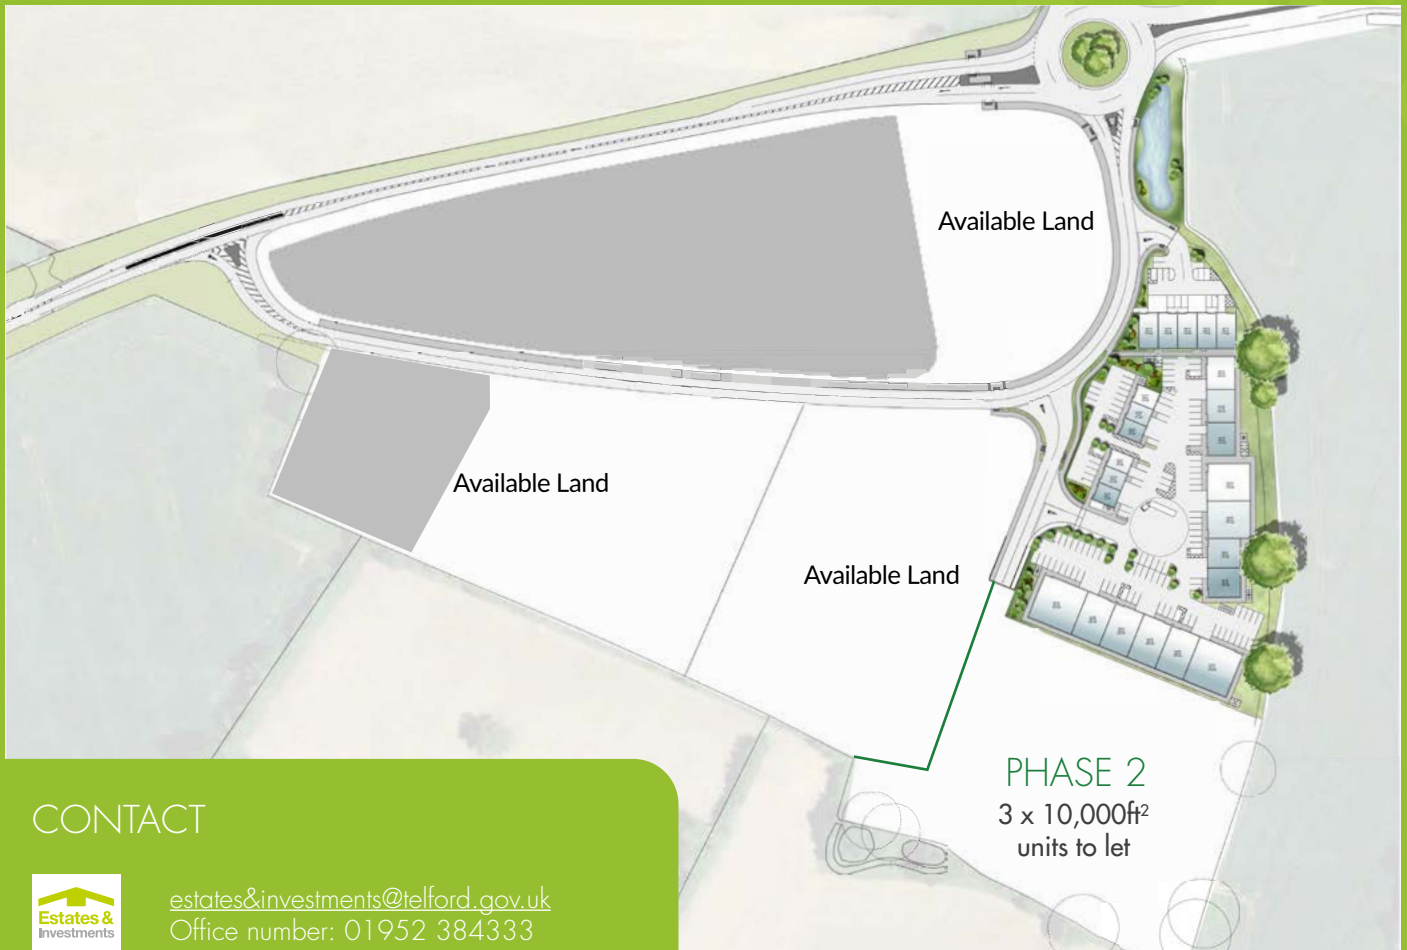 Available Land
Available Land
Available Land
PHASE 2
3 x 10,000ft²
units to let
CONTACT
Estates &
Investments
estates&investments@telford.gov.uk
Office number: 01952 384333